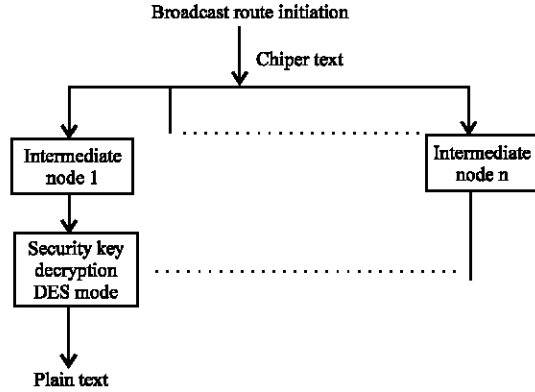 Broadcast route initiation
Chiper text
Intermediate
node 1
Intermediate
node n
Security key
decryption
DES mode
Plain text